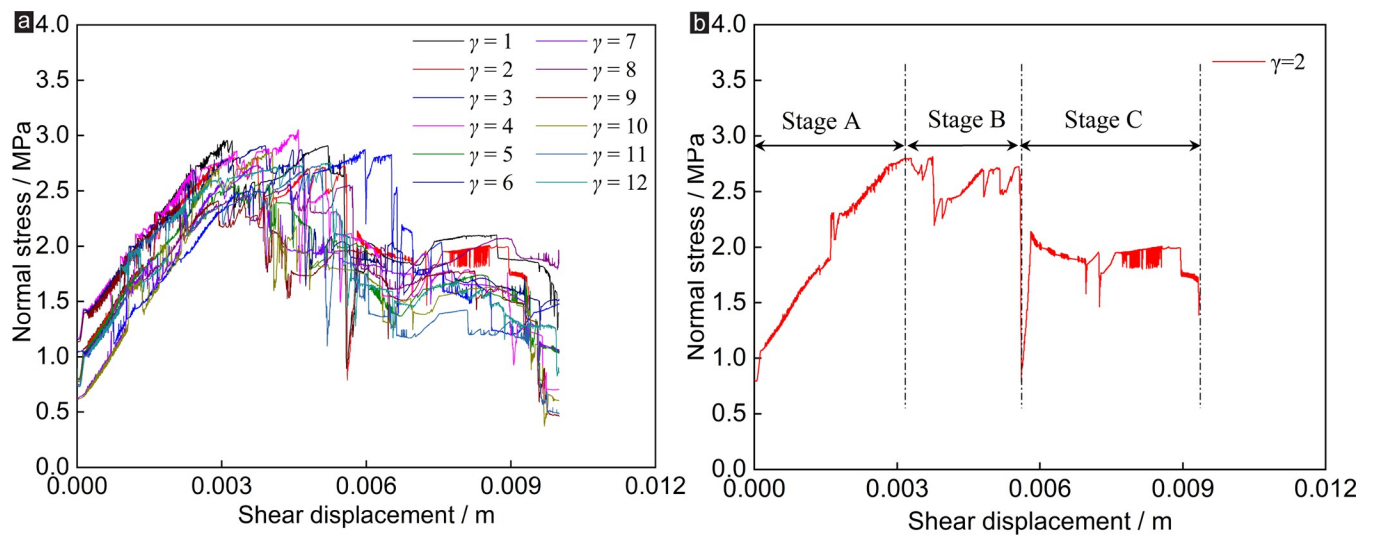 a
4.0
3.5
3.0
2.5
2.0
1.5
1.0
0.5
0.0
Normal stress / MPa
0.000
0.003
0.006
0.009
0.012
Shear displacement / m
γ = 1
γ = 2
γ = 3
γ = 4
γ = 5
γ = 6
γ = 7
γ = 8
γ = 9
γ = 10
γ = 11
γ = 12
b
4.0
3.5
3.0
2.5
2.0
1.5
1.0
0.5
0.0
Normal stress / MPa
0.000
0.003
0.006
0.009
0.012
Shear displacement / m
γ=2
Stage A
Stage B
Stage C